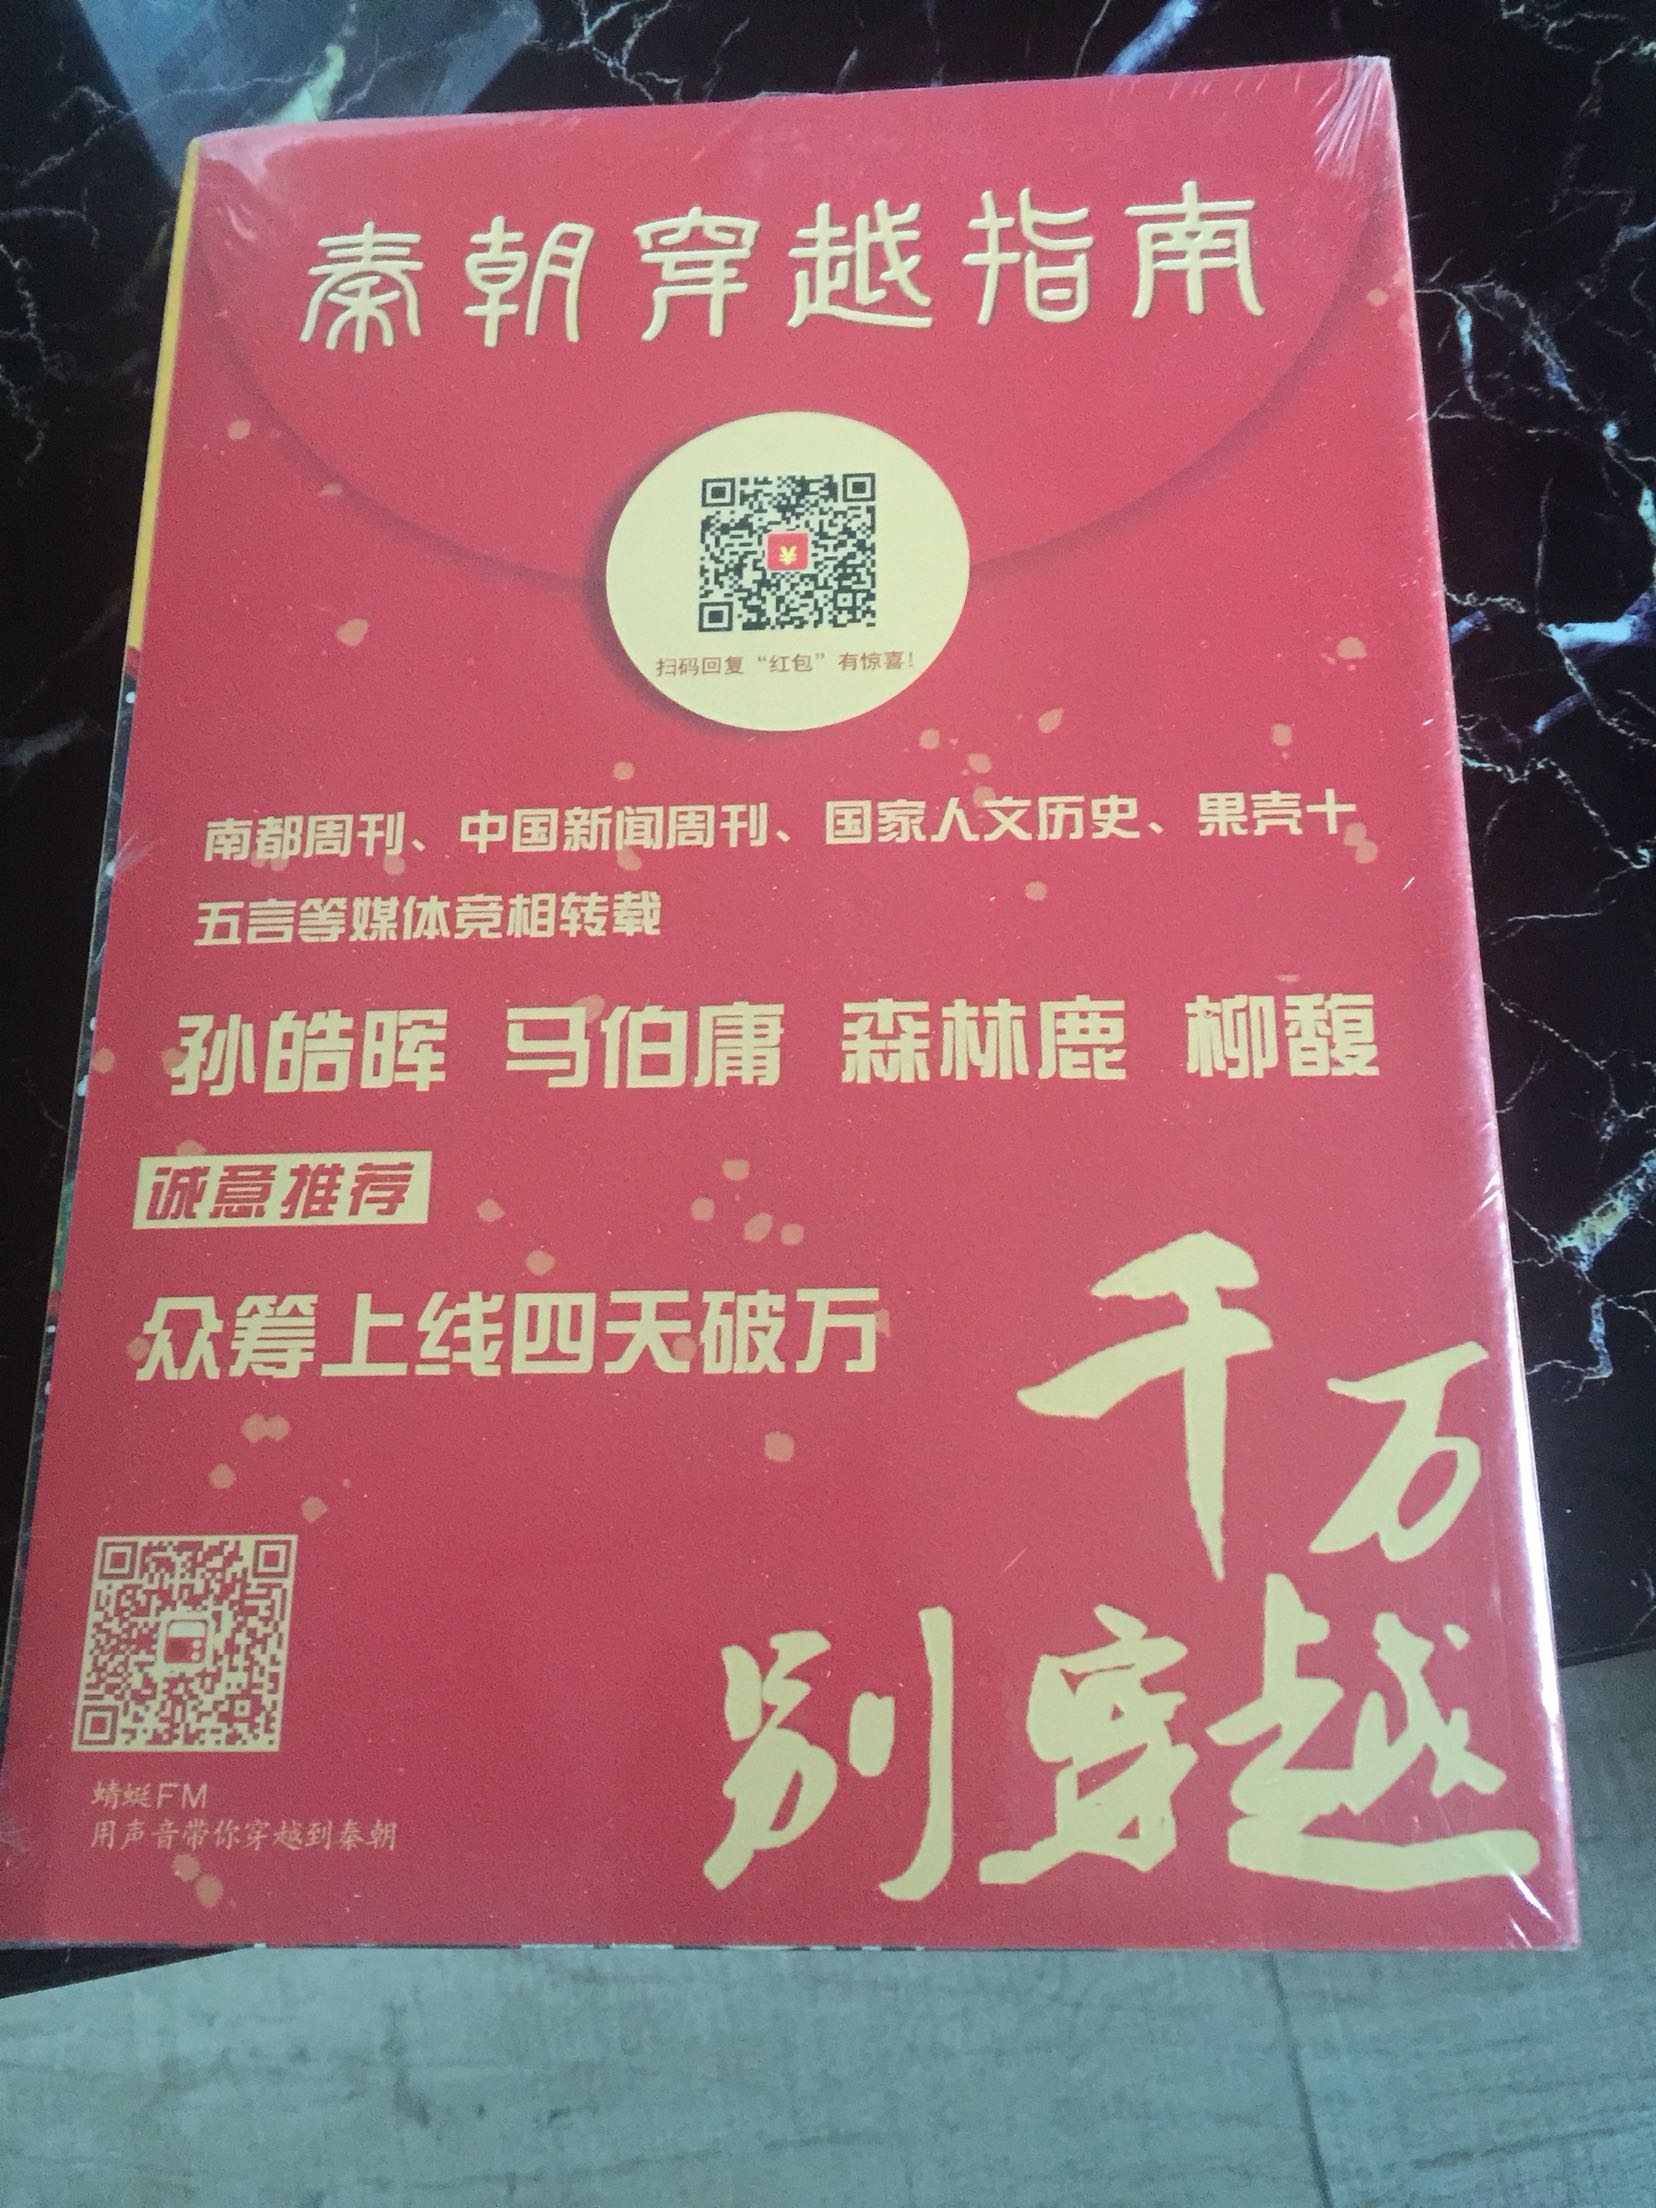 秦朝穿越指南
¥
扫码回复“红包”有惊喜！
南都周刊、中国新闻周刊、国家人文历史、果壳十
五言等媒体竞相转载
孙皓晖 马伯庸 森林鹿 柳馥
诚意推荐
众筹上线四天破万
千万
别穿越
蜻蜓FM
用声音带你穿越到秦朝